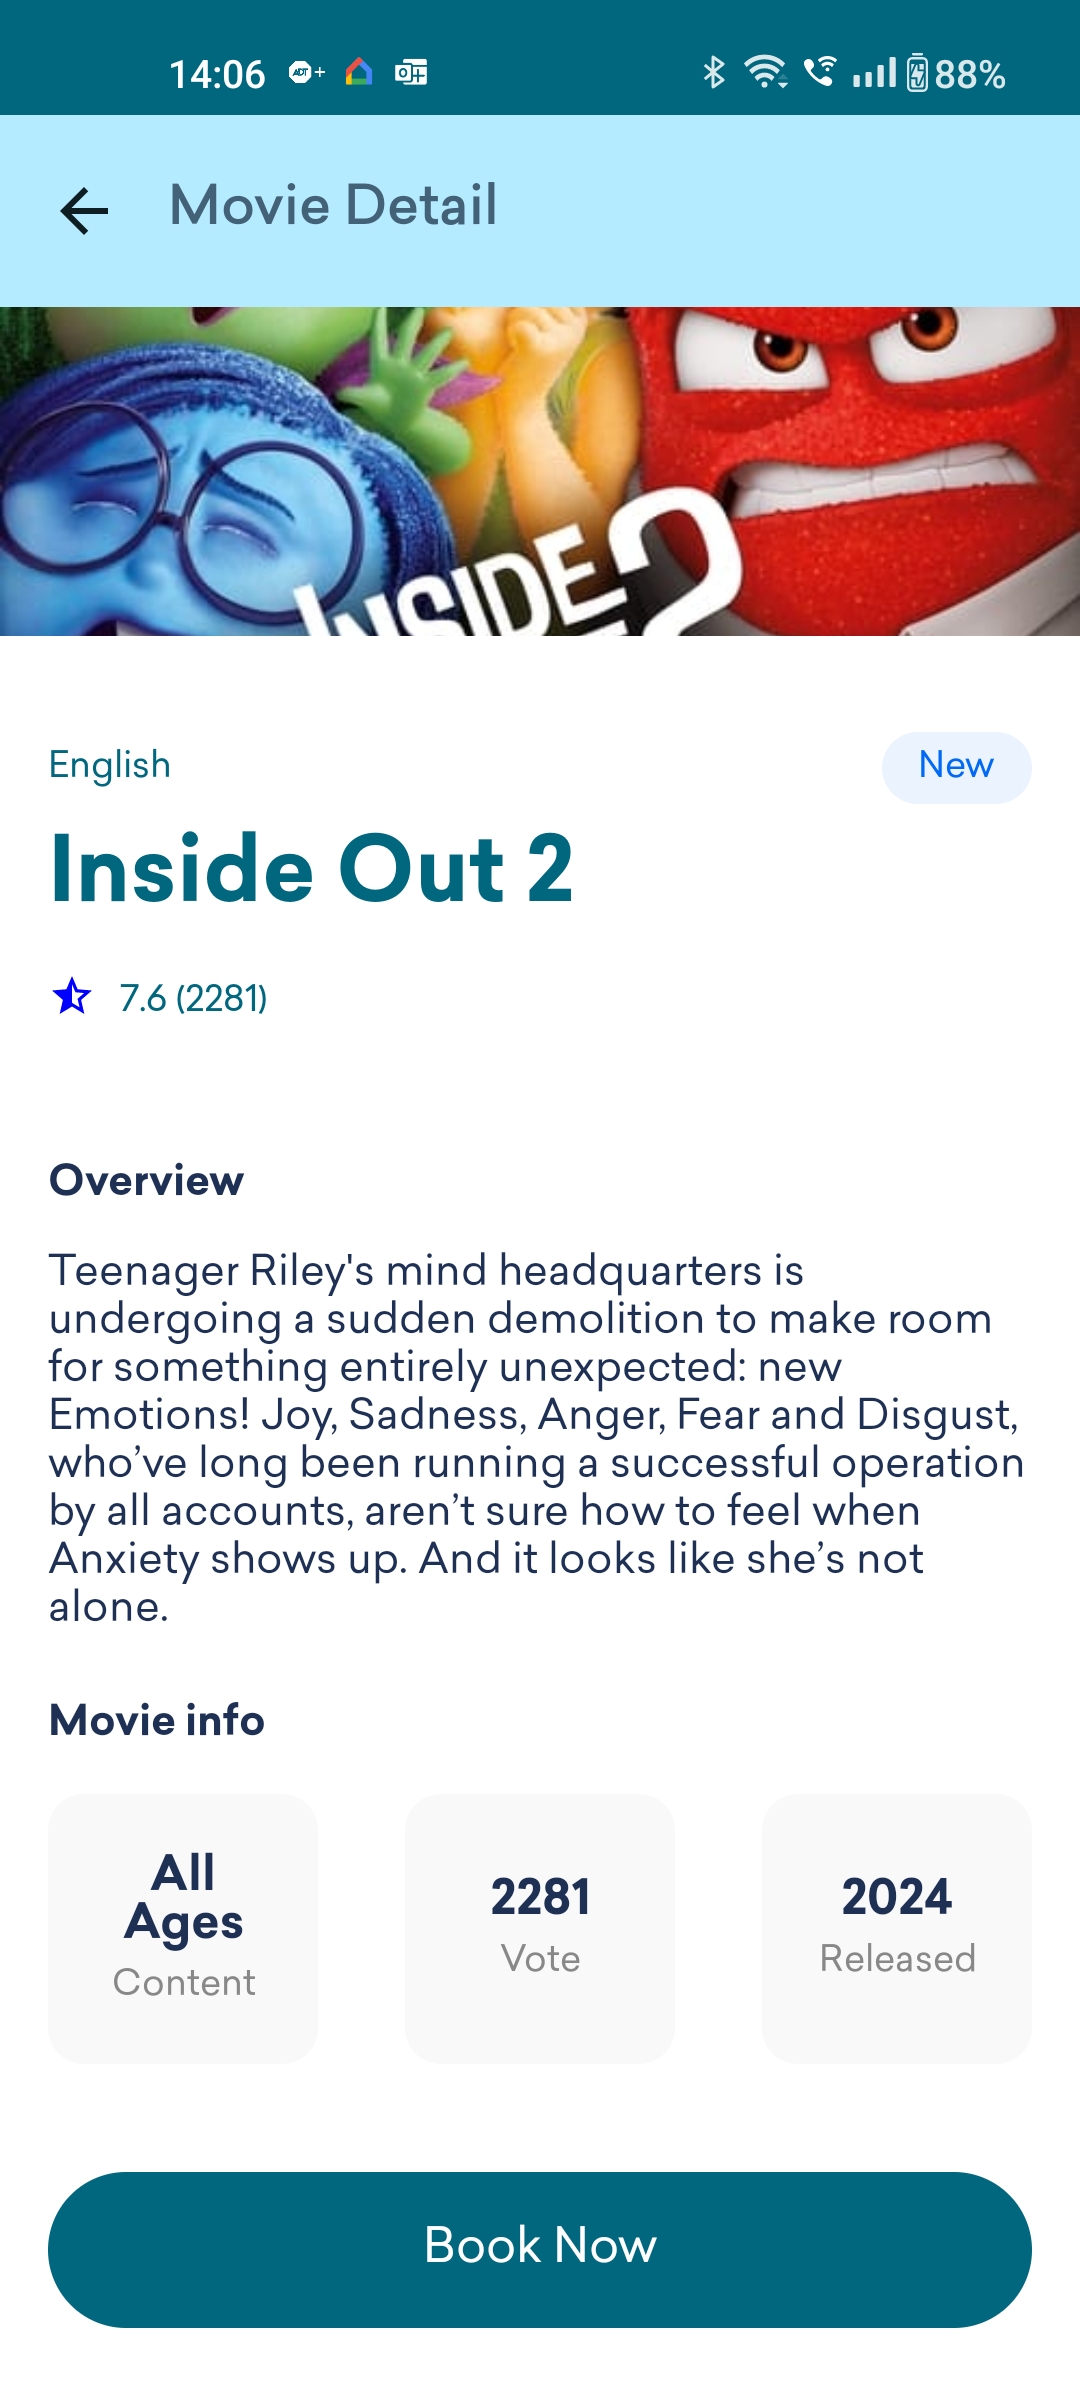 14:06
88%
Movie Detail
INSIDE 2
English
New
Inside Out 2
7.6 (2281)
Overview
Teenager Riley's mind headquarters is
undergoing a sudden demolition to make room
for something entirely unexpected: new
Emotions! Joy, Sadness, Anger, Fear and Disgust,
who’ve long been running a successful operation
by all accounts, aren’t sure how to feel when
Anxiety shows up. And it looks like she’s not
alone.
Movie info
All
Ages
Content
2281
Vote
2024
Released
Book Now